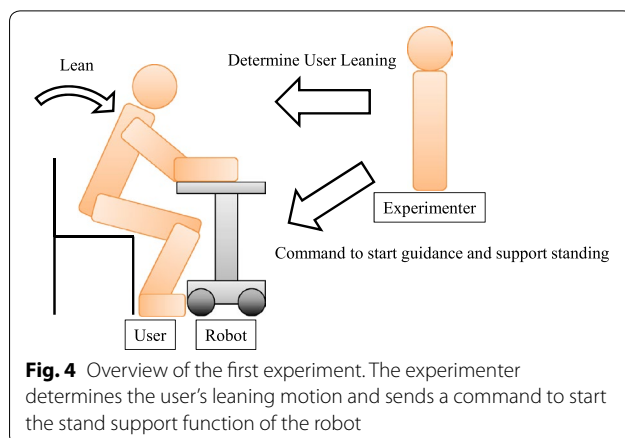 Lean
Determine User Leaning
Experimenter
Command to start guidance and support standing
User
Robot
Fig. 4 Overview of the first experiment. The experimenter
determines the user's leaning motion and sends a command to start
the stand support function of the robot